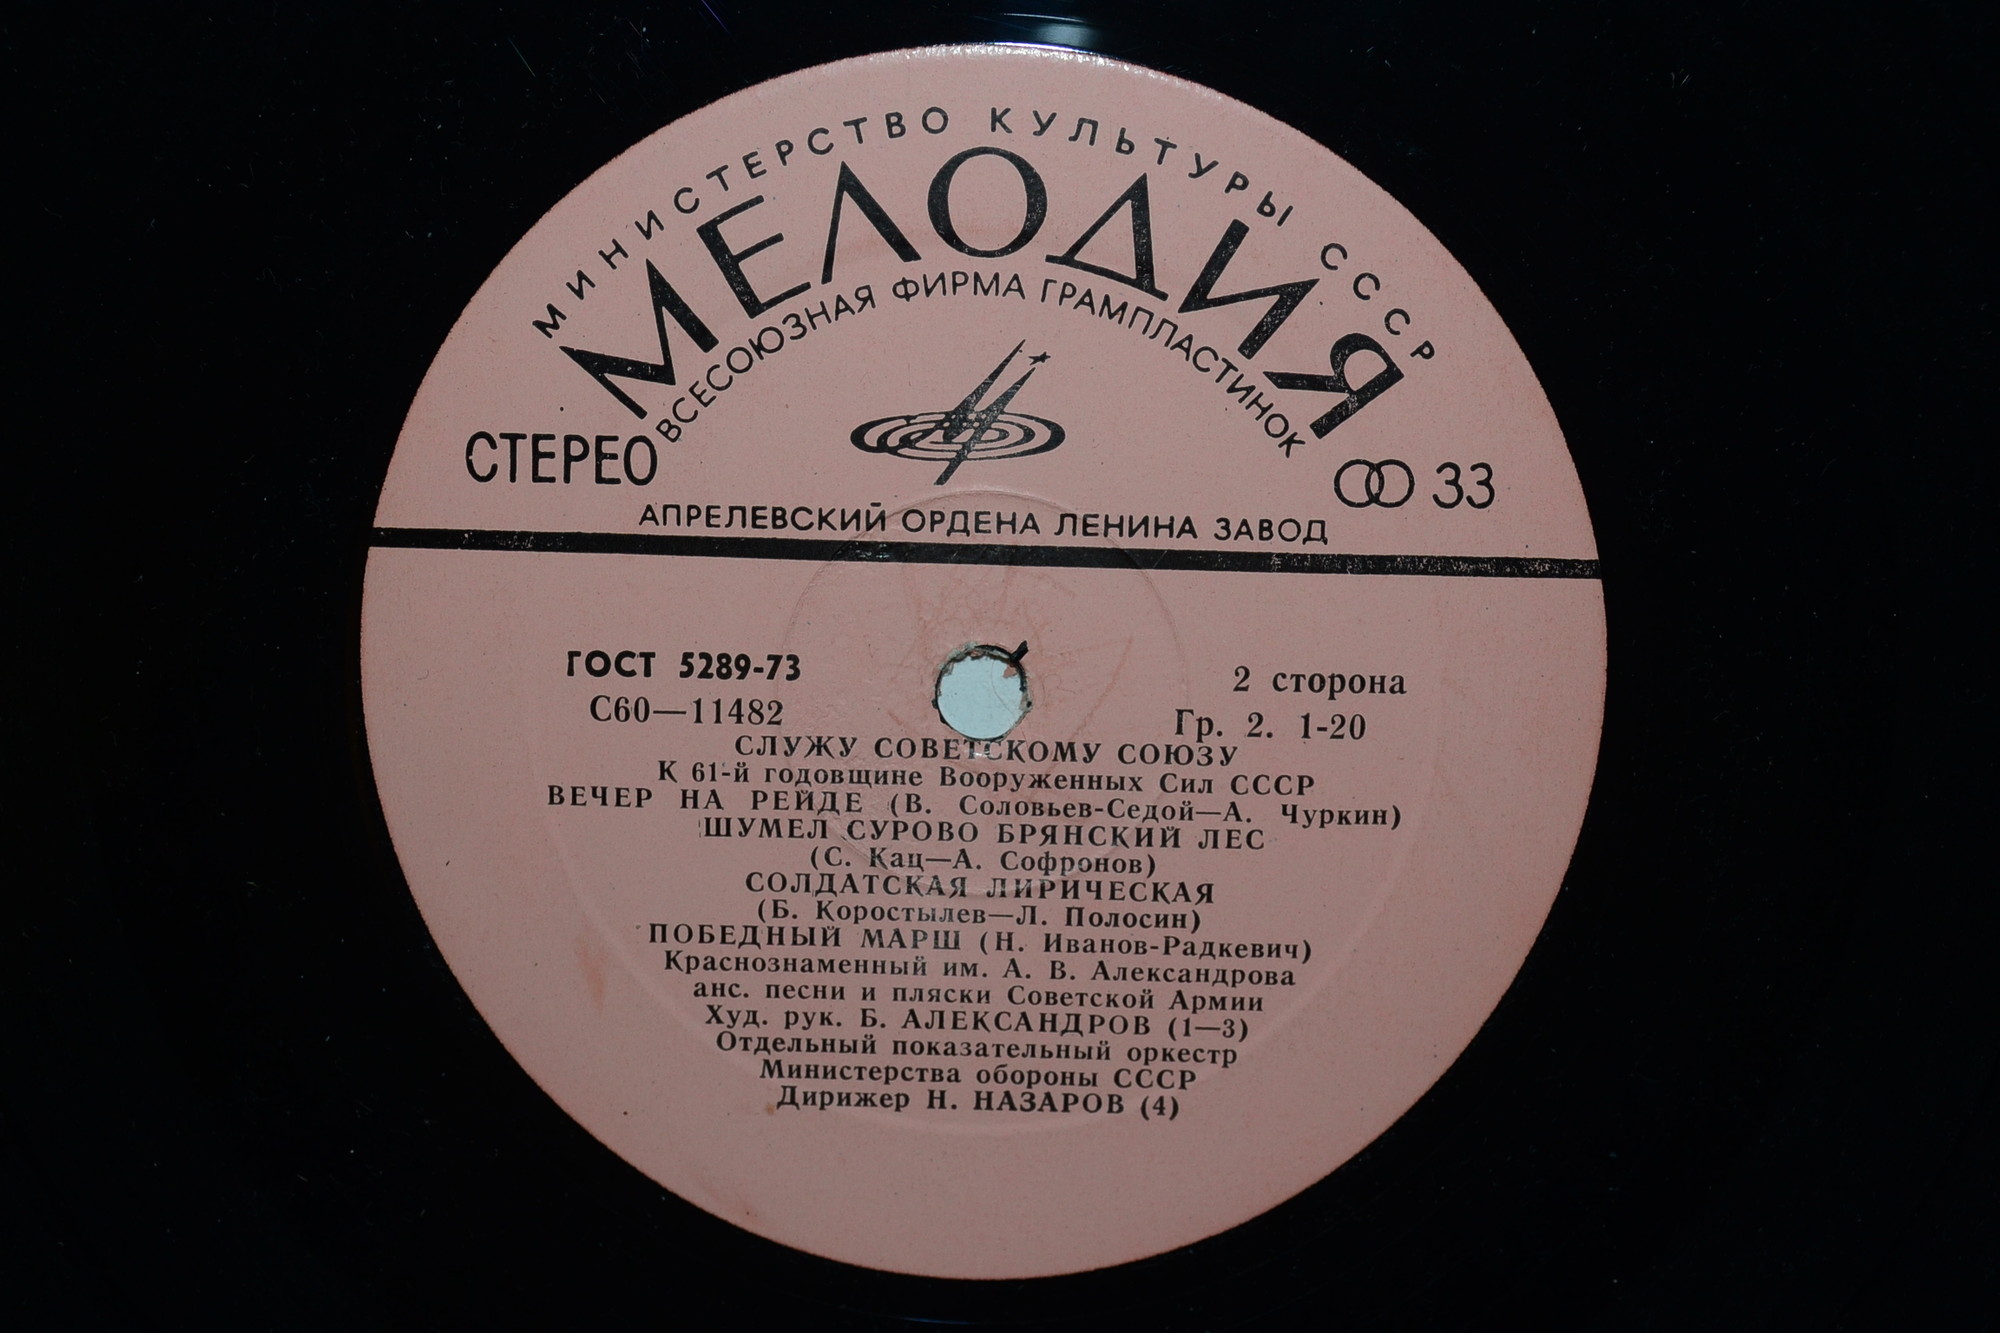 МИНИСТЕРСТВО КУЛЬТУРЫ СССР
МЕЛОДИЯ
ВСЕСОЮЗНАЯ ФИРМА ГРАМПЛАСТИНОК
СТЕРЕО
33
АПРЕЛЕВСКИЙ ОРДЕНА ЛЕНИНА ЗАВОД
ГОСТ 5289-73
2 сторона
С60—11482
Гр. 2. 1-20
СЛУЖУ СОВЕТСКОМУ СОЮЗУ
К 61-й годовщине Вооруженных Сил СССР
ВЕЧЕР НА РЕЙДЕ (В. Соловьев-Седой—А. Чуркин)
ШУМЕЛ СУРОВО БРЯНСКИЙ ЛЕС
(С. Кац—А. Софронов)
СОЛДАТСКАЯ ЛИРИЧЕСКАЯ
(Б. Коростылев—Л. Полосин)
ПОБЕДНЫЙ МАРШ (Н. Иванов-Радкевич)
Краснознаменный им. А. В. Александрова
анс. песни и пляски Советской Армии
Худ. рук. Б. АЛЕКСАНДРОВ (1—3)
Отдельный показательный оркестр
Министерства обороны СССР
Дирижер Н. НАЗАРОВ (4)